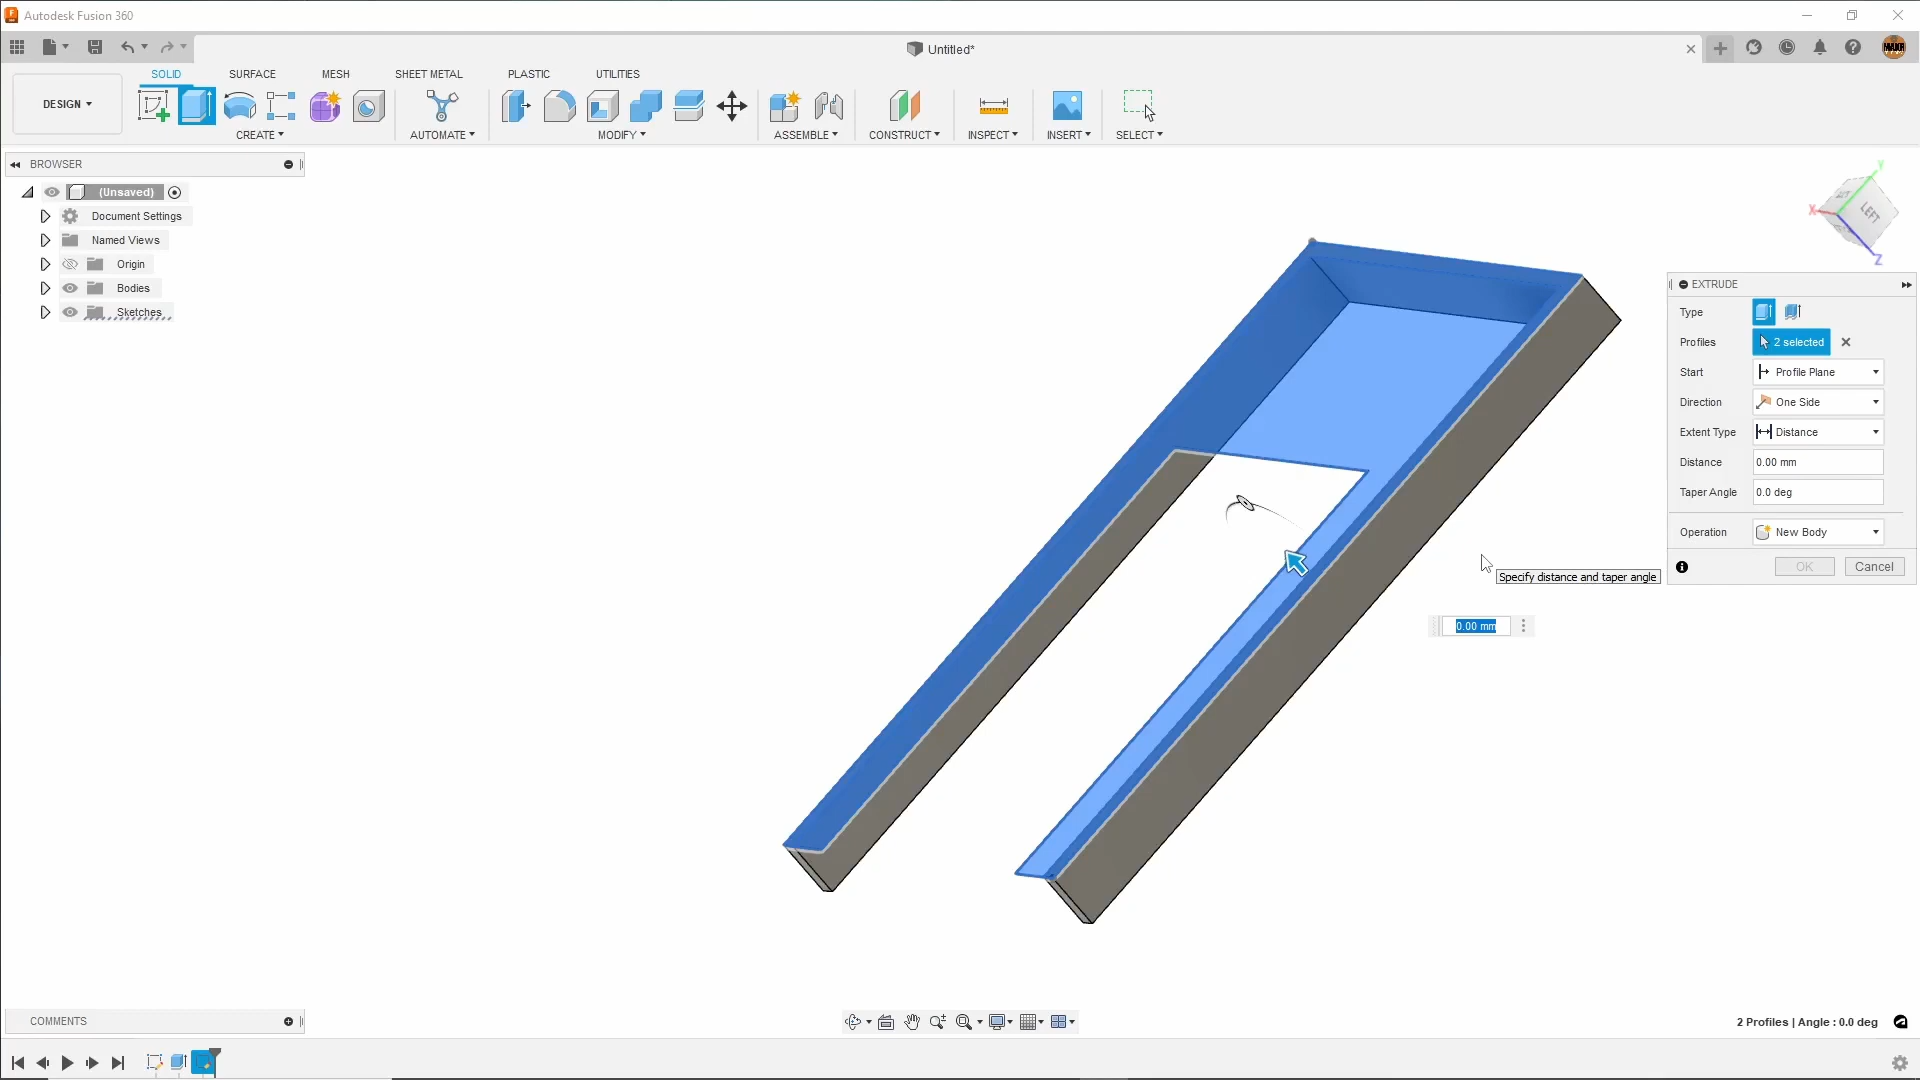 Autodesk Fusion 360
Untitled*
DESIGN
SOLID
SURFACE
MESH
SHEET METAL
PLASTIC
UTILITIES
CREATE
AUTOMATE
MODIFY
ASSEMBLE
CONSTRUCT
INSPECT
INSERT
SELECT
BROWSER
(Unsaved)
Document Settings
Named Views
Origin
Bodies
Sketches
Y
X
LEFT
Z
EXTRUDE
Type
Profiles 2 selected
Start Profile Plane
Direction One Side
Extent Type Distance
Distance 0.00 mm
Taper Angle 0.0 deg
Operation New Body
OK Cancel
Specify distance and taper angle
0.00 mm
COMMENTS
2 Profiles | Angle : 0.0 deg